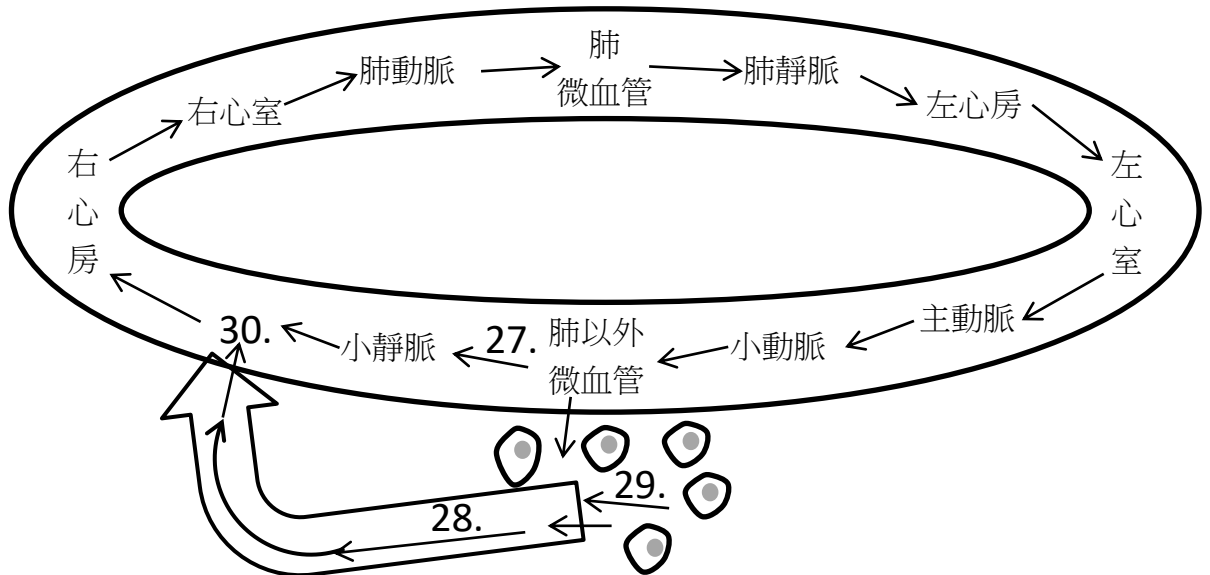 肺
微血管
肺動脈
肺靜脈
右心室
左心房
右心房
左心室
主動脈
小動脈
肺以外
微血管
27.
小靜脈
30.
29.
28.